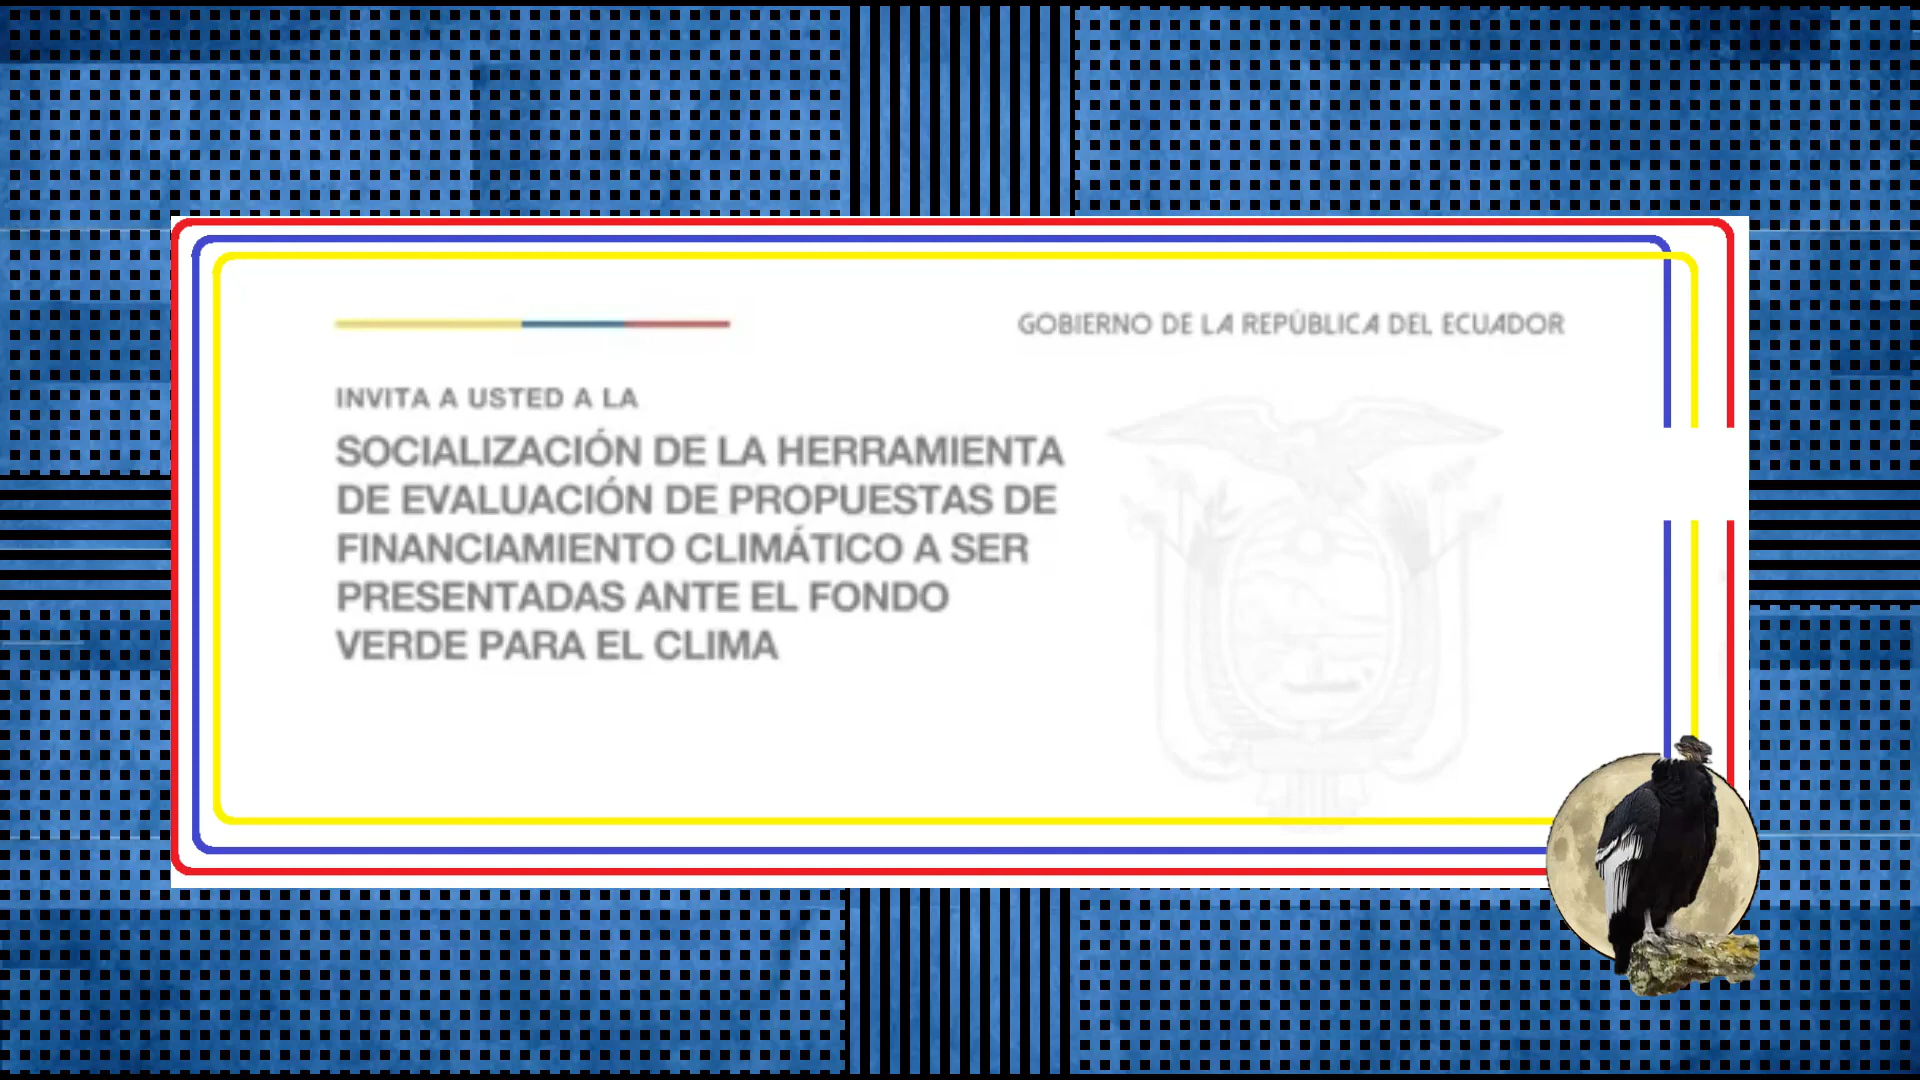 GOBIERNO DE LA REPÚBLICA DEL ECUADOR
INVITA A USTED A LA
SOCIALIZACIÓN DE LA HERRAMIENTA
DE EVALUACIÓN DE PROPUESTAS DE
FINANCIAMIENTO CLIMÁTICO A SER
PRESENTADAS ANTE EL FONDO
VERDE PARA EL CLIMA